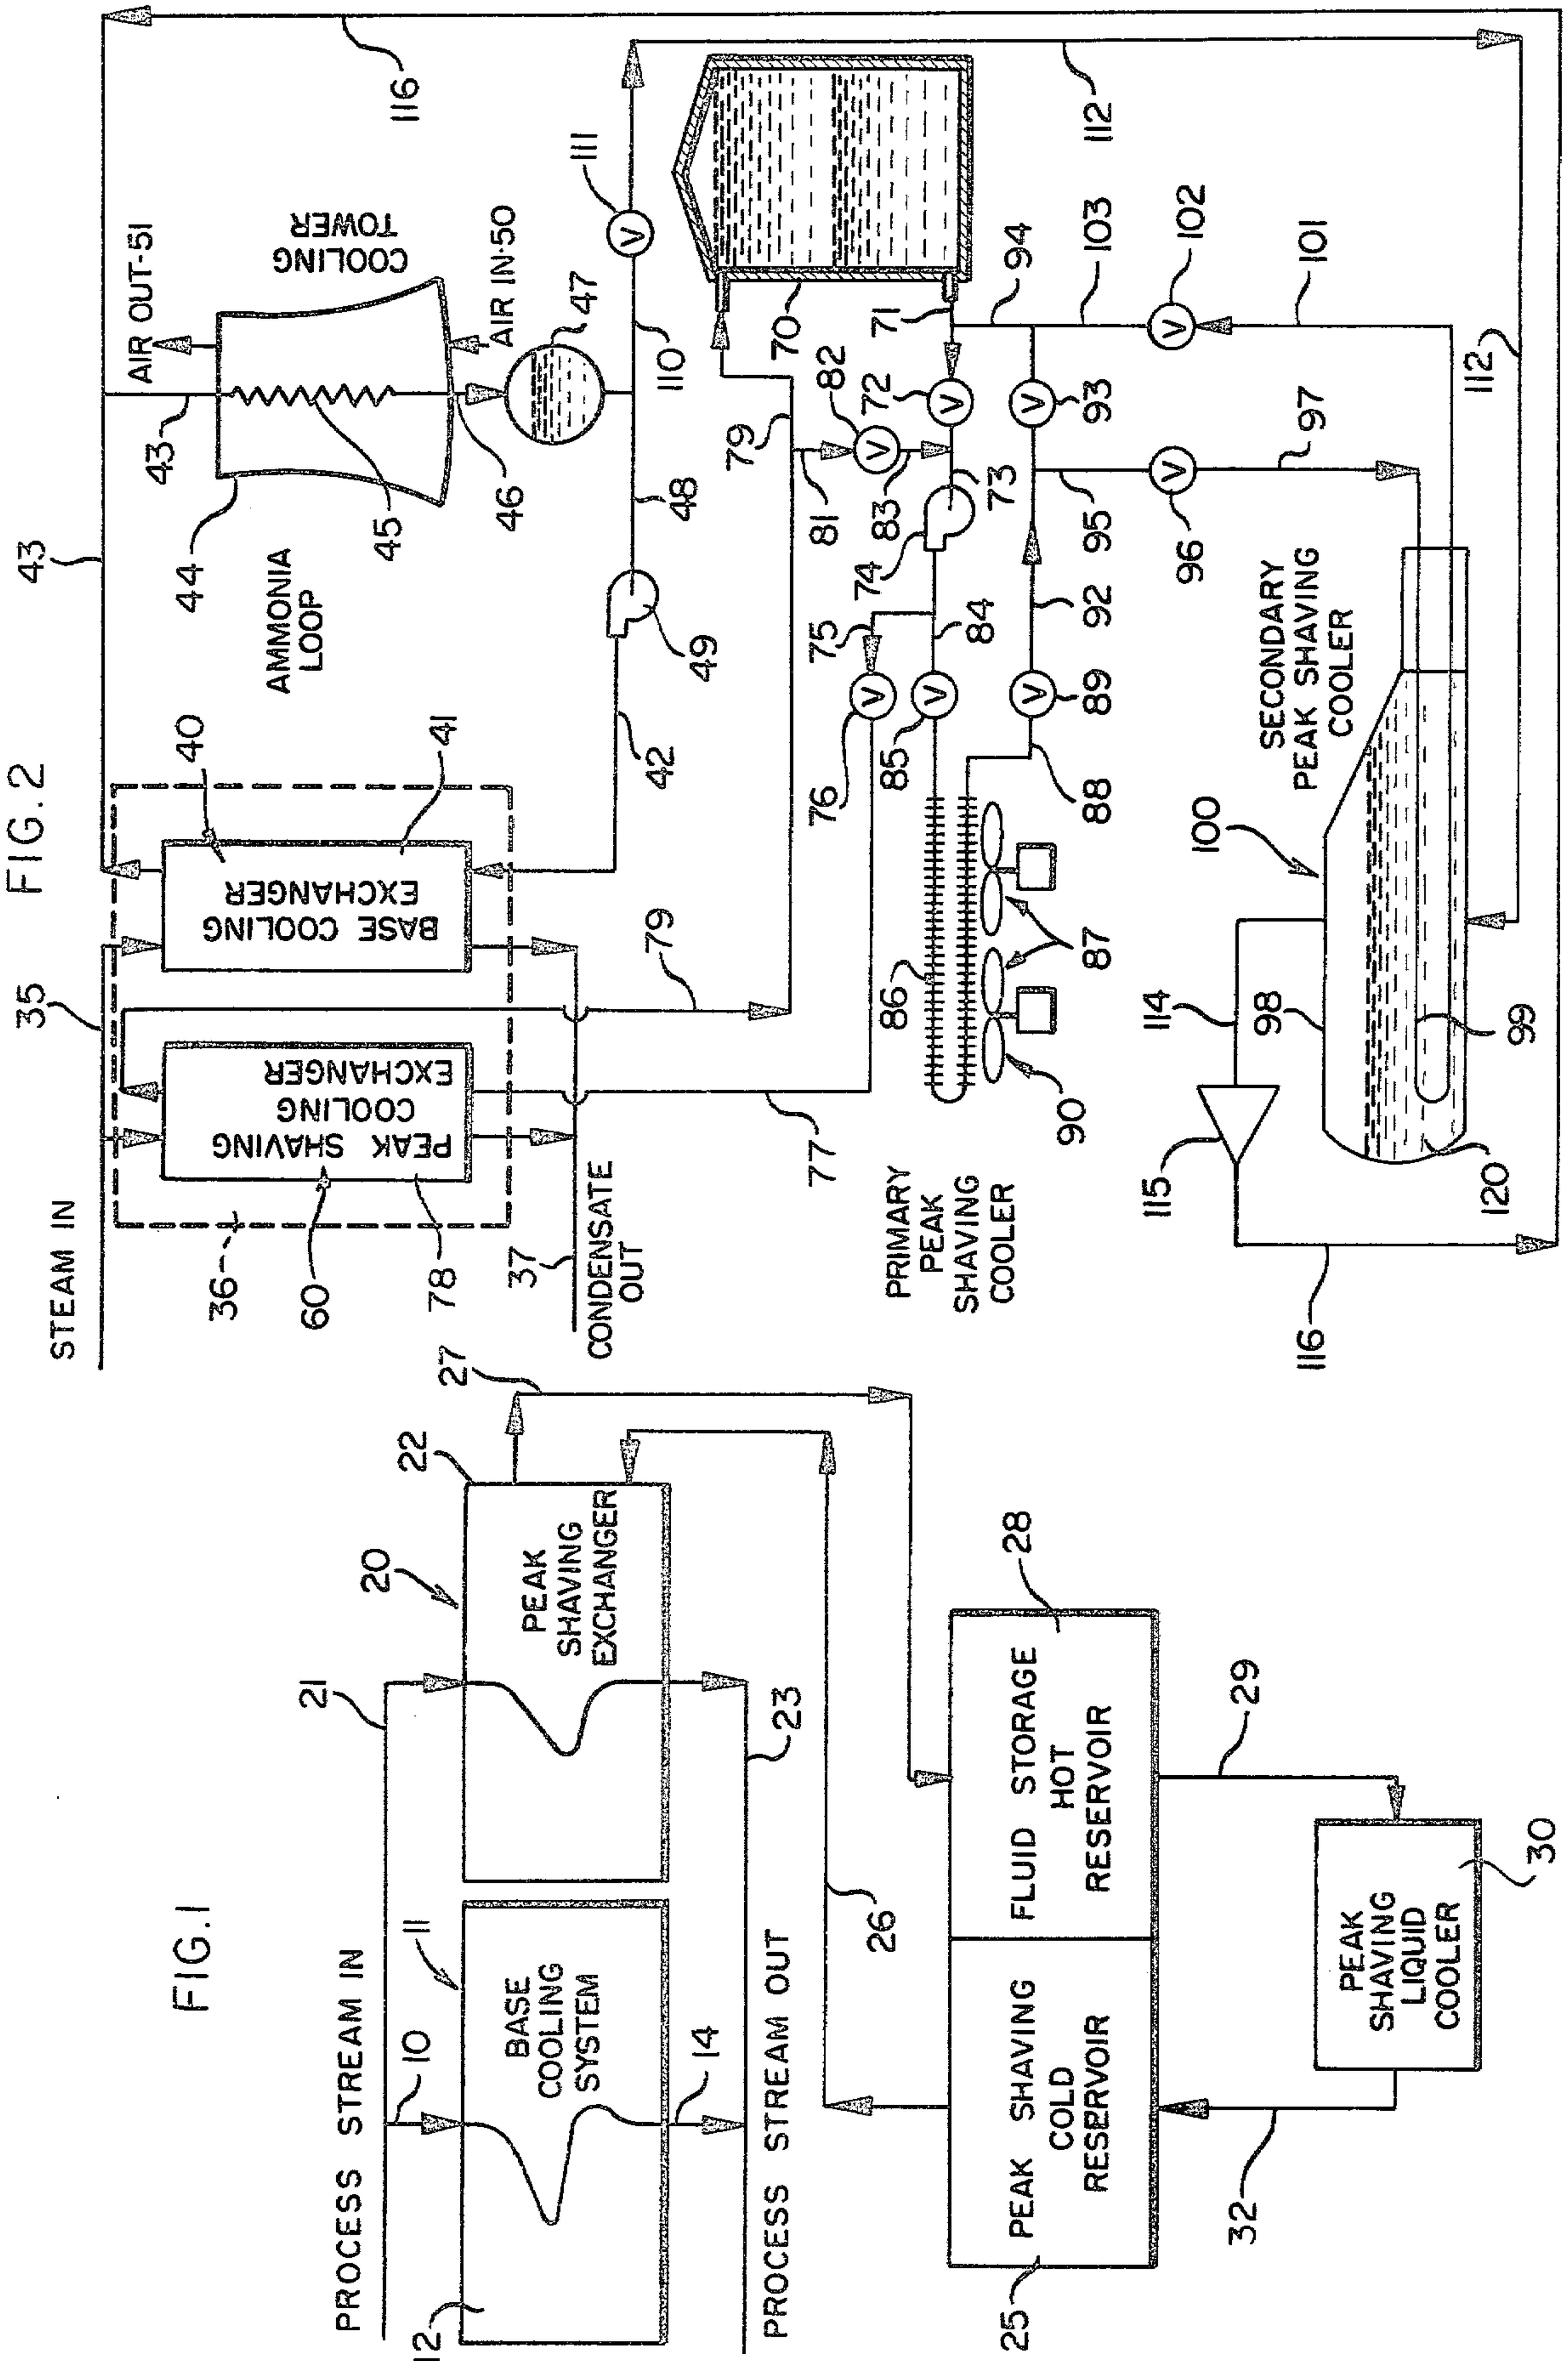 FIG.1
PROCESS STREAM IN
21
10
11
20
12
BASE
COOLING
SYSTEM
PEAK
SHAVING
EXCHANGER
22
27
14
23
PROCESS STREAM OUT
26
25
PEAK SHAVING
COLD
RESERVOIR
FLUID STORAGE
HOT
RESERVOIR
28
32
29
PEAK
SHAVING
LIQUID
COOLER
30
FIG.2
STEAM IN
35
43
116
36
60
78
PEAK SHAVING
COOLING
EXCHANGER
BASE COOLING
EXCHANGER
40
41
37
CONDENSATE
OUT
AMMONIA
LOOP
44
43
45
46
AIR OUT-51
COOLING
TOWER
AIR IN-50
47
48
49
42
110
111
112
79
79
77
70
71
72
73
74
75
76
81
82
83
84
85
86
87
88
89
90
92
93
94
95
96
97
101
102
103
112
PRIMARY
PEAK
SHAVING
COOLER
SECONDARY
PEAK SHAVING
COOLER
100
98
99
114
115
116
120